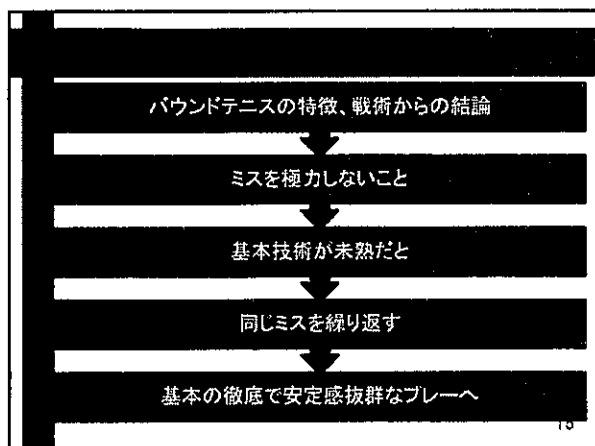 バウンドテニスの特徴、戦術からの結論
ミスを極力しないこと
基本技術が未熟だと
同じミスを繰り返す
基本の徹底で安定感抜群なプレーへ